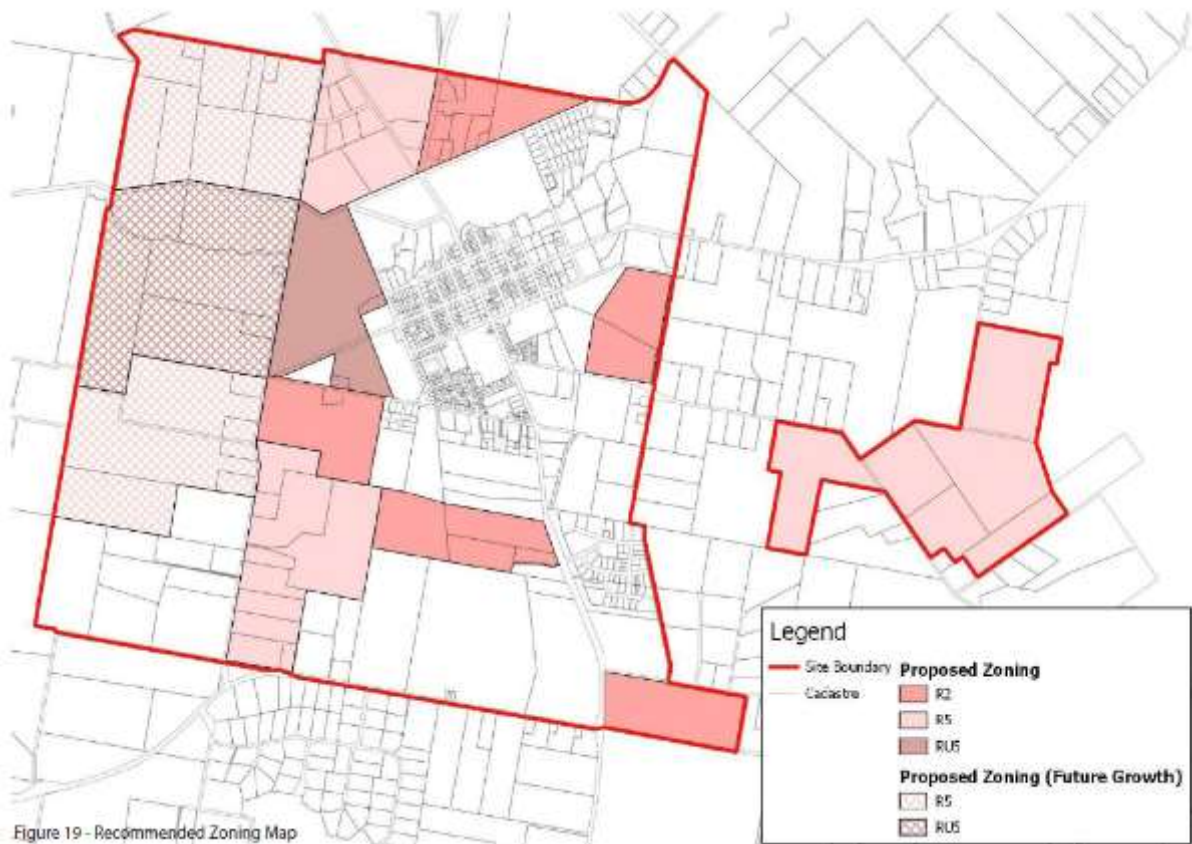 Legend
Site Boundary
Cadastre
Proposed Zoning
R2
R5
RU5
Proposed Zoning (Future Growth)
R5
RU5
Figure 19 - Recommended Zoning Map